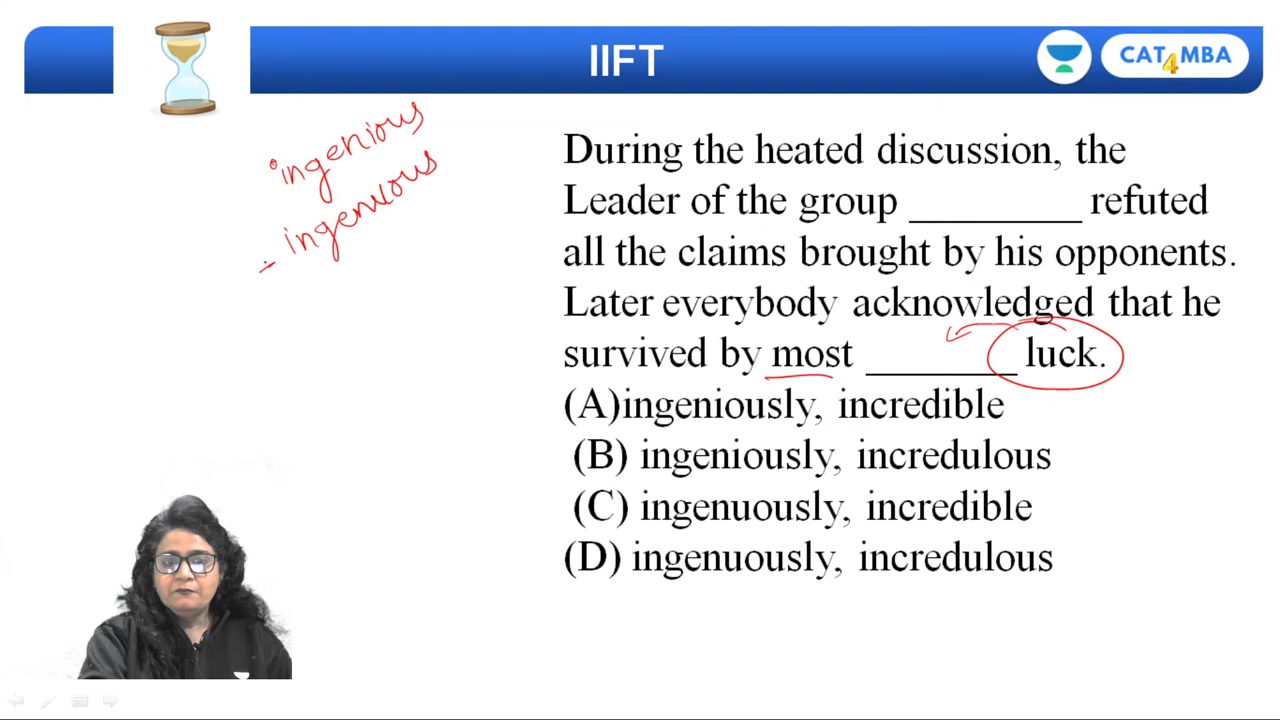 IIFT
CAT4MBA
ingenious
- ingenuous
During the heated discussion, the
Leader of the group ________ refuted
all the claims brought by his opponents.
Later everybody acknowledged that he
survived by most _______ luck.
(A)ingeniously, incredible
(B) ingeniously, incredulous
(C) ingenuously, incredible
(D) ingenuously, incredulous